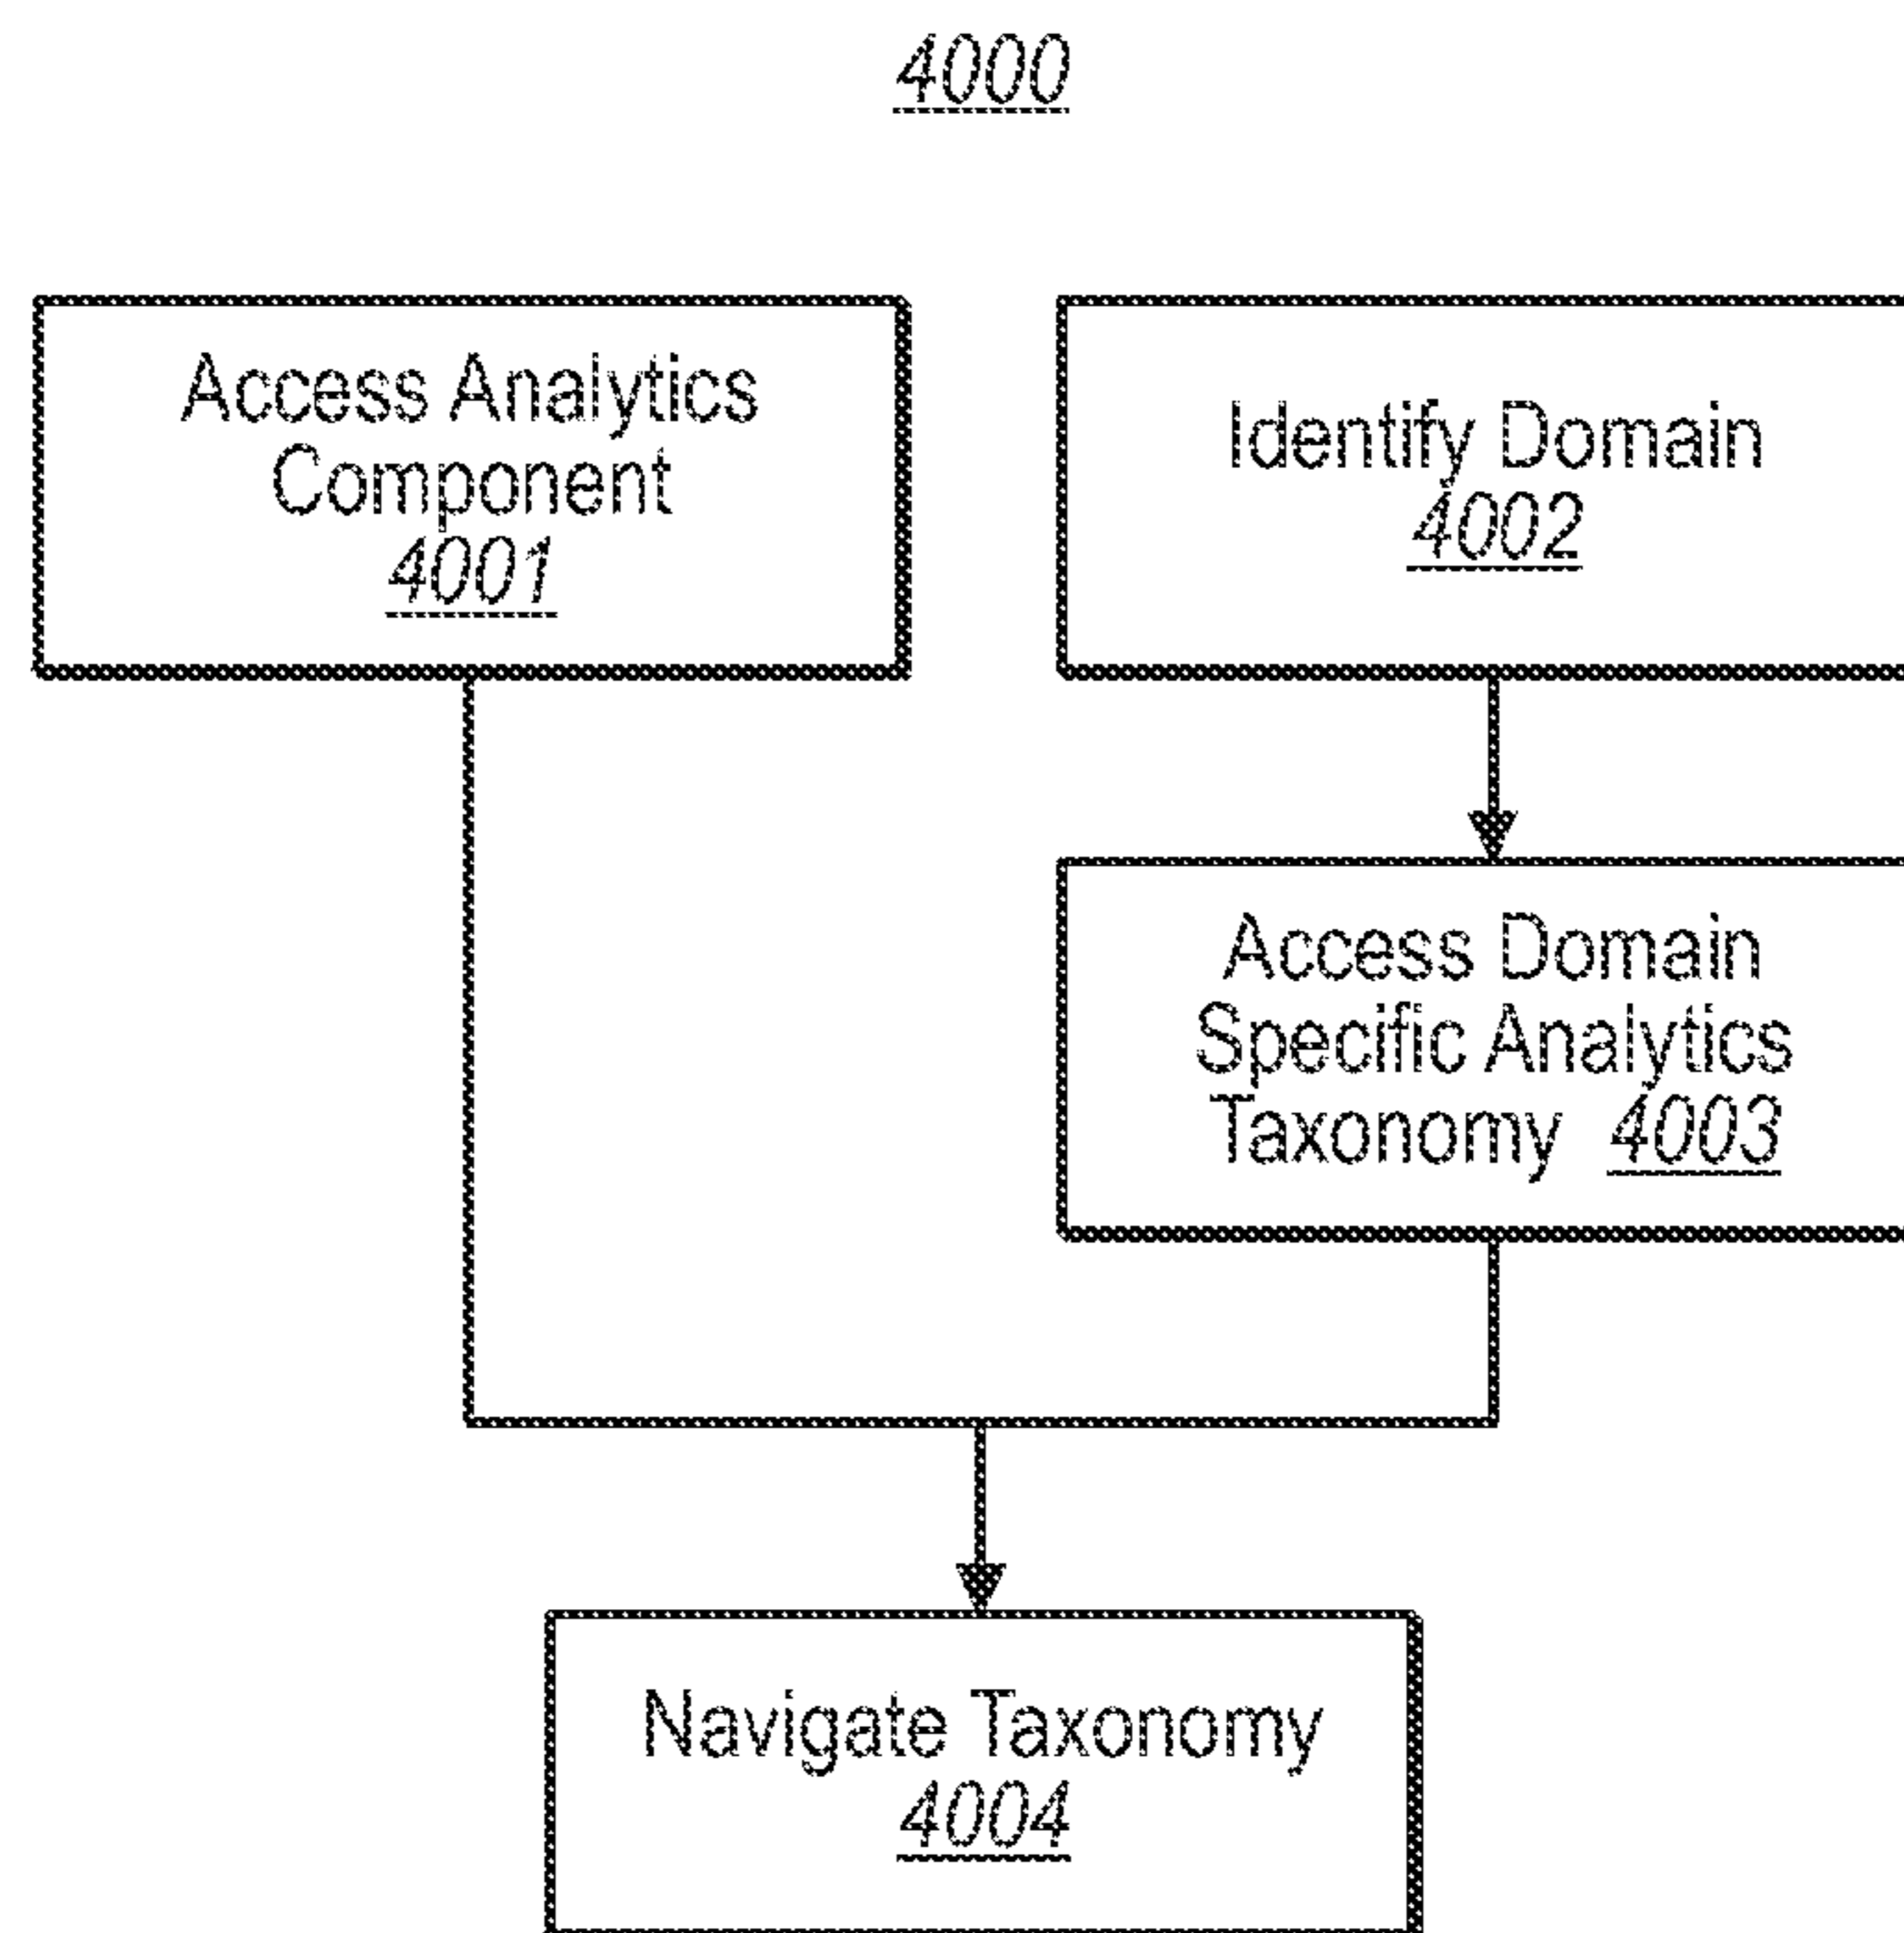 4000
Access Analytics
Component
4001
Identify Domain
4002
Access Domain
Specific Analytics
Taxonomy 4003
Navigate Taxonomy
4004